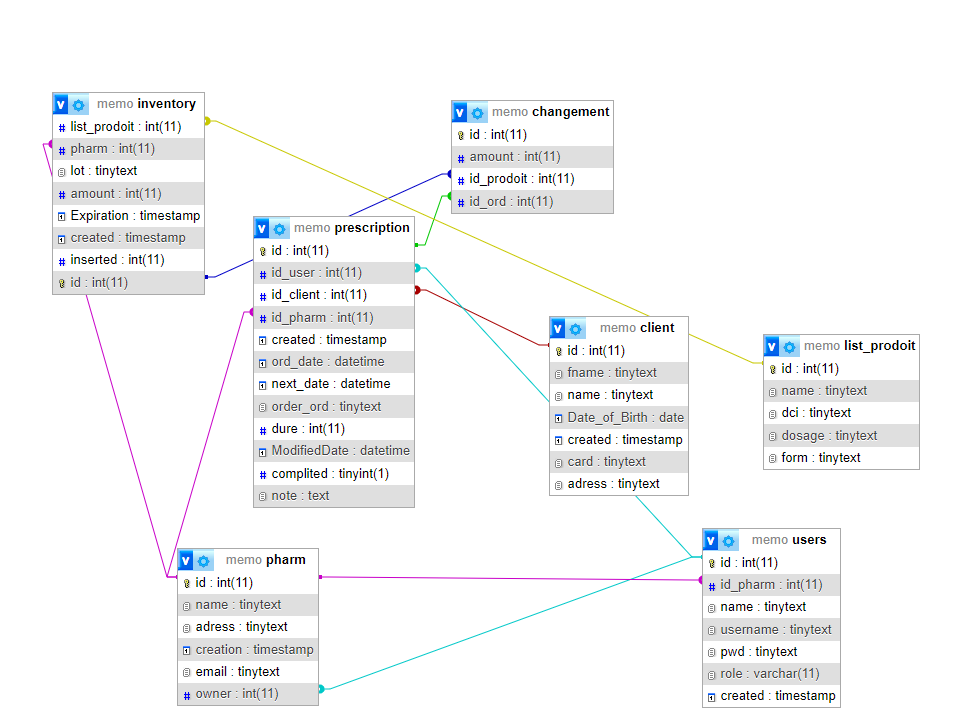 v memo inventory
list_prodoit : int(11)
pharm : int(11)
lot : tinytext
amount : int(11)
Expiration : timestamp
created : timestamp
inserted : int(11)
id : int(11)
v memo changement
id : int(11)
amount : int(11)
id_prodoit : int(11)
id_ord : int(11)
v memo prescription
id : int(11)
id_user : int(11)
id_client : int(11)
id_pharm : int(11)
created : timestamp
ord_date : datetime
next_date : datetime
order_ord : tinytext
dure : int(11)
ModifiedDate : datetime
complited : tinyint(1)
note : text
v memo client
id : int(11)
fname : tinytext
name : tinytext
Date_of_Birth : date
created : timestamp
card : tinytext
adress : tinytext
v memo list_prodoit
id : int(11)
name : tinytext
dci : tinytext
dosage : tinytext
form : tinytext
v memo pharm
id : int(11)
name : tinytext
adress : tinytext
creation : timestamp
email : tinytext
owner : int(11)
v memo users
id : int(11)
id_pharm : int(11)
name : tinytext
username : tinytext
pwd : tinytext
role : varchar(11)
created : timestamp